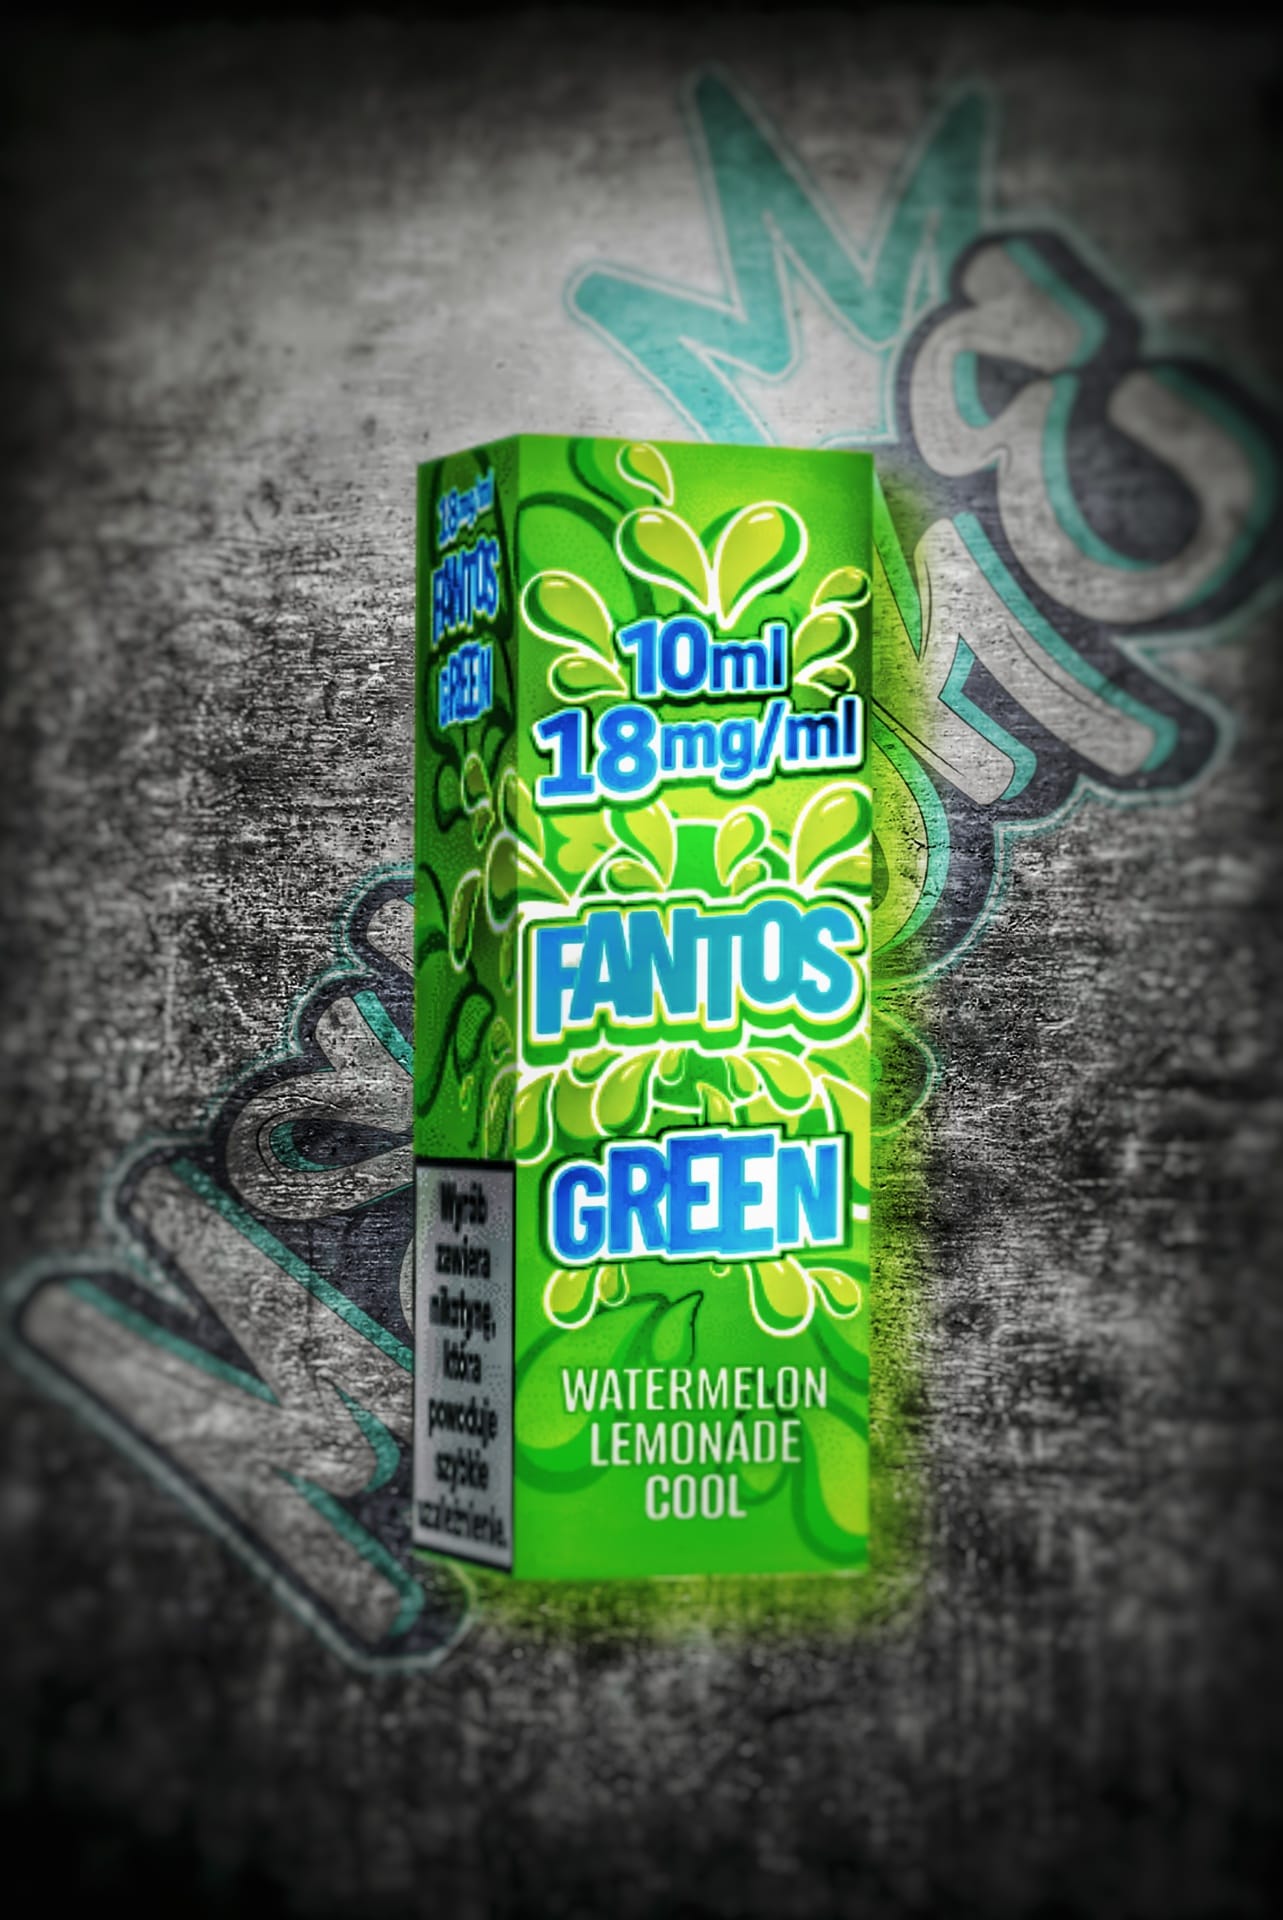 18mg/ml
FANTOS
GREEN
Wyrób
zawiera
nikotynę,
która
powoduje
szybkie
uzależnienie.
10ml
18mg/ml
FANTOS
GREEN
WATERMELON
LEMONADE
COOL